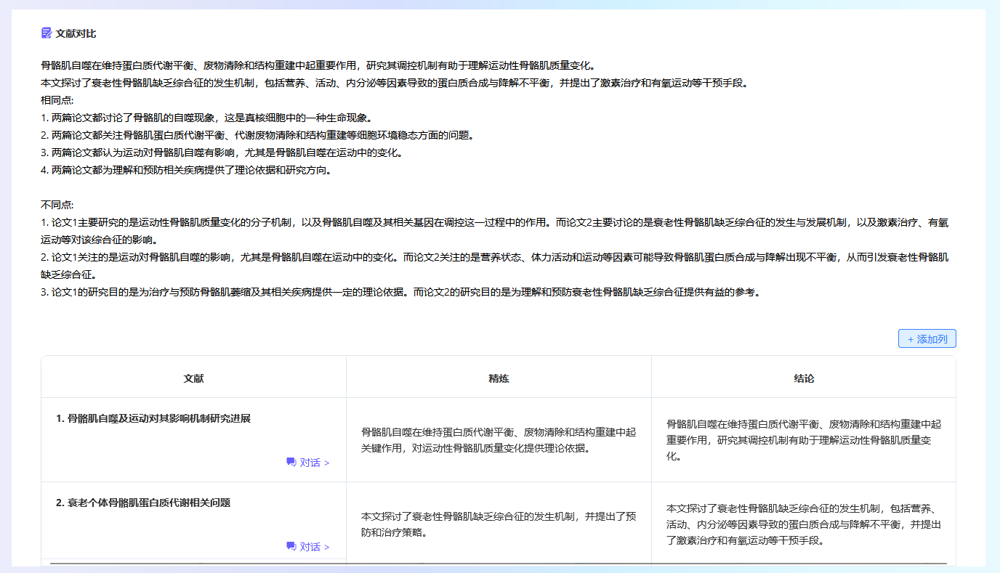 文献对比
骨骼肌自噬在维持蛋白质代谢平衡、废物清除和结构重建中起重要作用，研究其调控机制有助于理解运动性骨骼肌质量变化。
本文探讨了衰老性骨骼肌缺乏综合征的发生机制，包括营养、活动、内分泌等因素导致的蛋白质合成与降解不平衡，并提出了激素治疗和有氧运动等干预手段。
相同点:
1. 两篇论文都讨论了骨骼肌的自噬现象，这是真核细胞中的一种生命现象。
2. 两篇论文都关注骨骼肌蛋白质代谢平衡、代谢废物清除和结构重建等细胞环境稳态方面的问题。
3. 两篇论文都认为运动对骨骼肌自噬有影响，尤其是骨骼肌自噬在运动中的变化。
4. 两篇论文都为理解和预防相关疾病提供了理论依据和研究方向。
不同点:
1. 论文1主要研究的是运动性骨骼肌质量变化的分子机制，以及骨骼肌自噬及其相关基因在调控这一过程中的作用。而论文2主要讨论的是衰老性骨骼肌缺乏综合征的发生与发展机制，以及激素治疗、有氧
运动等对该综合征的影响。
2. 论文1关注的是运动对骨骼肌自噬的影响，尤其是骨骼肌自噬在运动中的变化。而论文2关注的是营养状态、体力活动和运动等因素可能导致骨骼肌蛋白质合成与降解出现不平衡，从而引发衰老性骨骼肌
缺乏综合征。
3. 论文1的研究目的是为治疗与预防骨骼肌萎缩及其相关疾病提供一定的理论依据。而论文2的研究目的是为理解和预防衰老性骨骼肌缺乏综合征提供有益的参考。
+ 添加列
文献
精炼
结论
1. 骨骼肌自噬及运动对其影响机制研究进展
对话 >
骨骼肌自噬在维持蛋白质代谢平衡、废物清除和结构重建中起
关键作用，对运动性骨骼肌质量变化提供理论依据。
骨骼肌自噬在维持蛋白质代谢平衡、废物清除和结构重建中起
重要作用，研究其调控机制有助于理解运动性骨骼肌质量变
化。
2. 衰老个体骨骼肌蛋白质代谢相关问题
对话 >
本文探讨了衰老性骨骼肌缺乏综合征的发生机制，并提出了预
防和治疗策略。
本文探讨了衰老性骨骼肌缺乏综合征的发生机制，包括营养、
活动、内分泌等因素导致的蛋白质合成与降解不平衡，并提出
了激素治疗和有氧运动等干预手段。